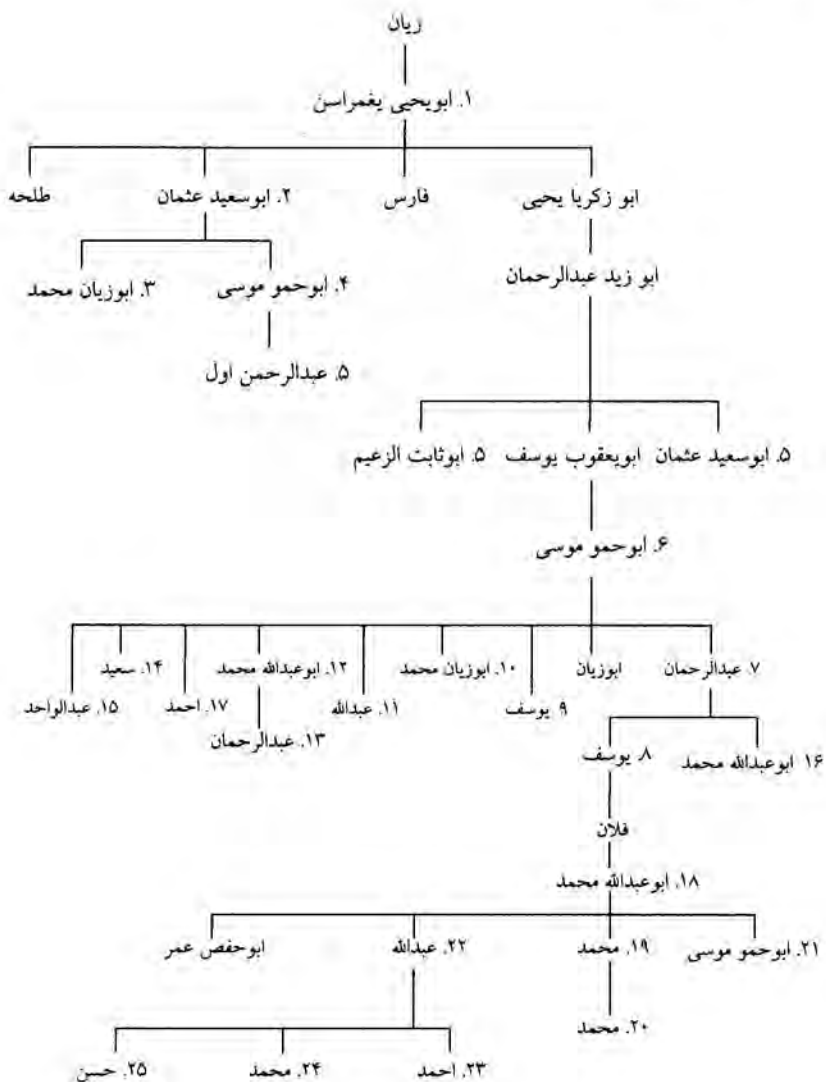 زیان
۱. ابویحیی یغمراسن
ابو زکریا یحیی فارس ۲. ابوسعید عثمان طلحه
ابو زید عبدالرحمان ۴. ابوحمو موسی ۳. ابوزیان محمد
۵. عبدالرحمن اول
۵. ابوسعید عثمان ابویعقوب یوسف ۵. ابوثابت الزعیم
۶. ابوحمو موسی
۷. عبدالرحمان ابوزیان ۱۰. ابوزیان محمد ۱۲. ابوعبدالله محمد ۱۴. سعید
۹ یوسف ۱۱. عبدالله ۱۷. احمد ۱۵. عبدالواحد
۱۳. عبدالرحمان
۱۶ ابوعبدالله محمد ۸. یوسف
فلان
۱۸. ابوعبدالله محمد
۲۱. ابوحمو موسی ۱۹. محمد ۲۲. عبدالله ابوحفص عمر
۲۰. محمد
۲۳. احمد ۲۴. محمد ۲۵. حسن